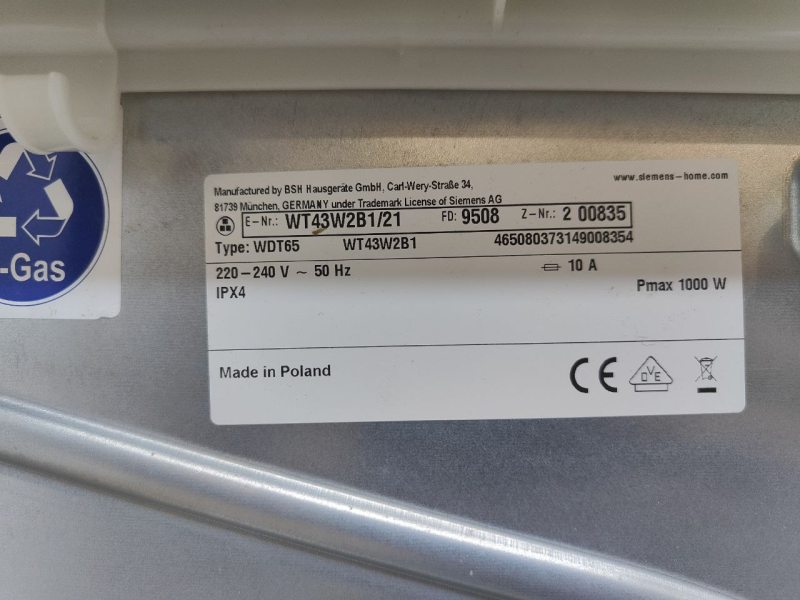 Manufactured by BSH Hausgeräte GmbH, Carl-Wery-Straße 34,
81739 München, GERMANY under Trademark License of Siemens AG
www.siemens-home.com
E-Nr.: WT43W2B1/21 FD: 9508 Z-Nr.: 2 00835
Type: WDT65 WT43W2B1 465080373149008354
220-240 V ~ 50 Hz 10 A
IPX4 Pmax 1000 W
Made in Poland
CE
DVE
-Gas